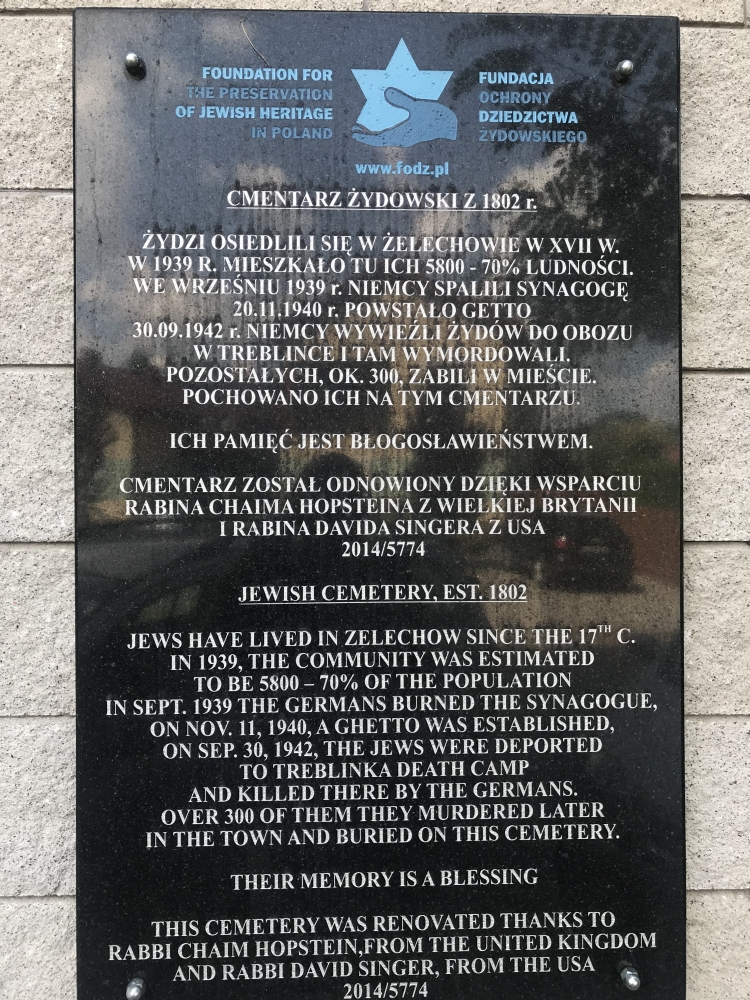 FOUNDATION FOR
THE PRESERVATION
OF JEWISH HERITAGE
IN POLAND
FUNDACJA
OCHRONY
DZIEDZICTWA
ŻYDOWSKIEGO
www.fodz.pl
CMENTARZ ŻYDOWSKI Z 1802 r.
ŻYDZI OSIEDLILI SIĘ W ŻELECHOWIE W XVII W.
W 1939 R. MIESZKAŁO TU ICH 5800 - 70% LUDNOŚCI.
WE WRZEŚNIU 1939 r. NIEMCY SPALILI SYNAGOGĘ
20.11.1940 r. POWSTAŁO GETTO
30.09.1942 r. NIEMCY WYWIEŹLI ŻYDÓW DO OBOZU
W TREBLINCE I TAM WYMORDOWALI.
POZOSTAŁYCH, OK. 300, ZABILI W MIEŚCIE.
POCHOWANO ICH NA TYM CMENTARZU.
ICH PAMIĘĆ JEST BŁOGOSŁAWIEŃSTWEM.
CMENTARZ ZOSTAŁ ODNOWIONY DZIĘKI WSPARCIU
RABINA CHAIMA HOPSTEINA Z WIELKIEJ BRYTANII
I RABINA DAVIDA SINGERA Z USA
2014/5774
JEWISH CEMETERY, EST. 1802
JEWS HAVE LIVED IN ZELECHOW SINCE THE 17TH C.
IN 1939, THE COMMUNITY WAS ESTIMATED
TO BE 5800 – 70% OF THE POPULATION
IN SEPT. 1939 THE GERMANS BURNED THE SYNAGOGUE,
ON NOV. 11, 1940, A GHETTO WAS ESTABLISHED,
ON SEP. 30, 1942, THE JEWS WERE DEPORTED
TO TREBLINKA DEATH CAMP
AND KILLED THERE BY THE GERMANS.
OVER 300 OF THEM THEY MURDERED LATER
IN THE TOWN AND BURIED ON THIS CEMETERY.
THEIR MEMORY IS A BLESSING
THIS CEMETERY WAS RENOVATED THANKS TO
RABBI CHAIM HOPSTEIN,FROM THE UNITED KINGDOM
AND RABBI DAVID SINGER, FROM THE USA
2014/5774